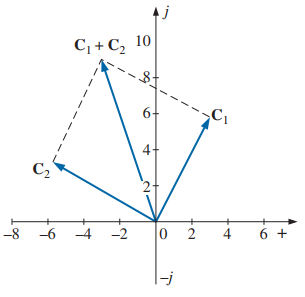 j
C₁ + C₂
10
8
6
C₁
4
C₂
2
–8 –6 –4 –2 0 2 4 6 +
–j